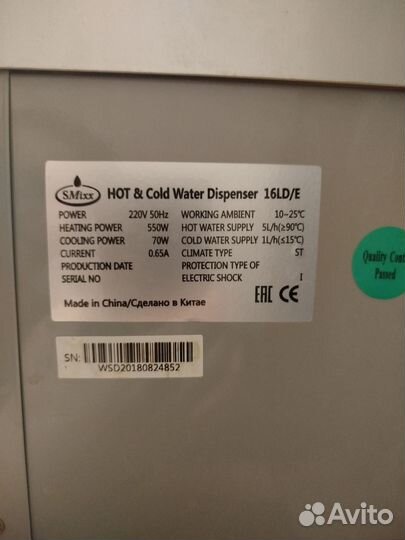 SMixx HOT & Cold Water Dispenser 16LD/E
POWER 220V 50Hz WORKING AMBIENT 10~25℃
HEATING POWER 550W HOT WATER SUPPLY 5L/h(≥90℃)
COOLING POWER 70W COLD WATER SUPPLY 1L/h(≤15℃)
CURRENT 0.65A CLIMATE TYPE ST
PRODUCTION DATE PROTECTION TYPE OF
SERIAL NO ELECTRIC SHOCK I
Made in China/Сделано в Китае EAC CE
Quality Cont
Passed
SN:
WSD20180824852
Avito